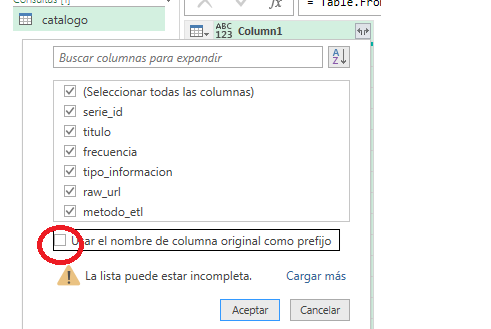 Consultas [1]
fx
= Table.Fro
catalogo
ABC
123
Column1
Buscar columnas para expandir
A
Z
(Seleccionar todas las columnas)
serie_id
titulo
frecuencia
tipo_informacion
raw_url
metodo_etl
Usar el nombre de columna original como prefijo
La lista puede estar incompleta.
Cargar más
Aceptar
Cancelar